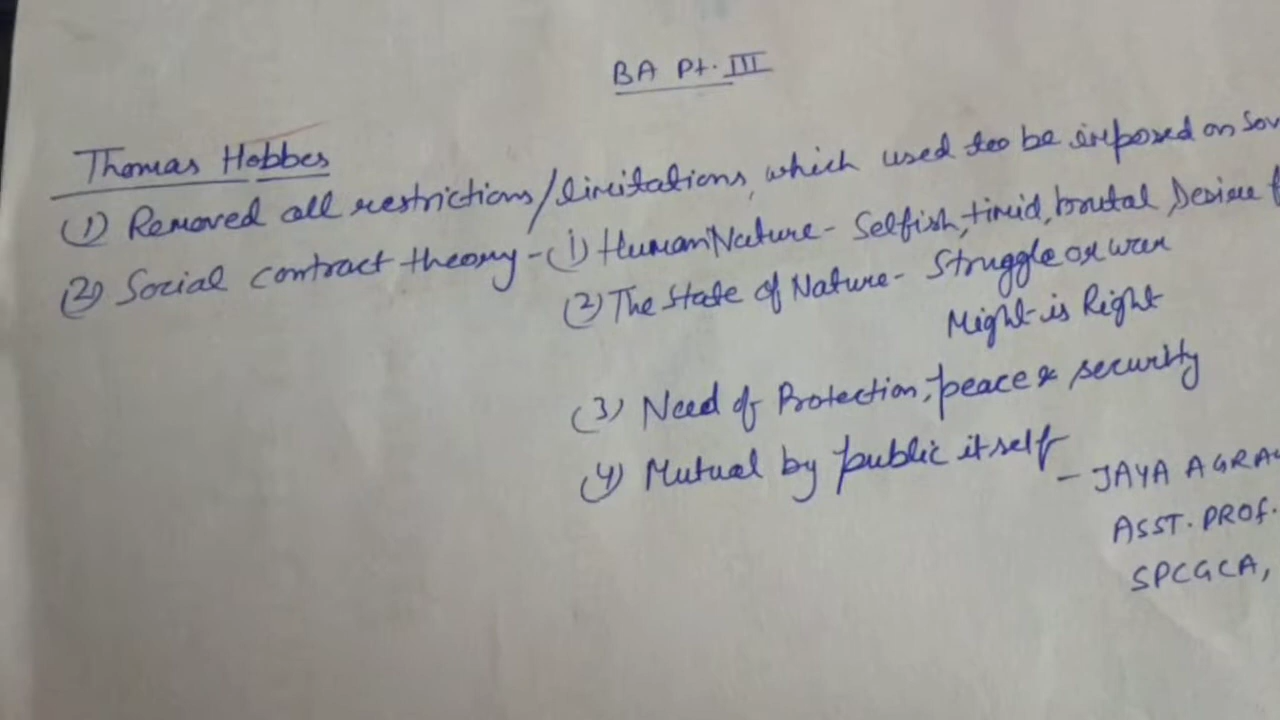 BA Pt. III
Thomas Hobbes
(1) Removed all restrictions/limitations, which used to be imposed on Sov
(2) Social contract theory - (1) Human Nature - Selfish, timid, brutal, Desire
(2) The State of Nature - Struggle or war
Might is Right
(3) Need of Protection, peace & security
(4) Mutual by public itself
- JAYA AGRA
ASST. PROF.
SPCGCA,